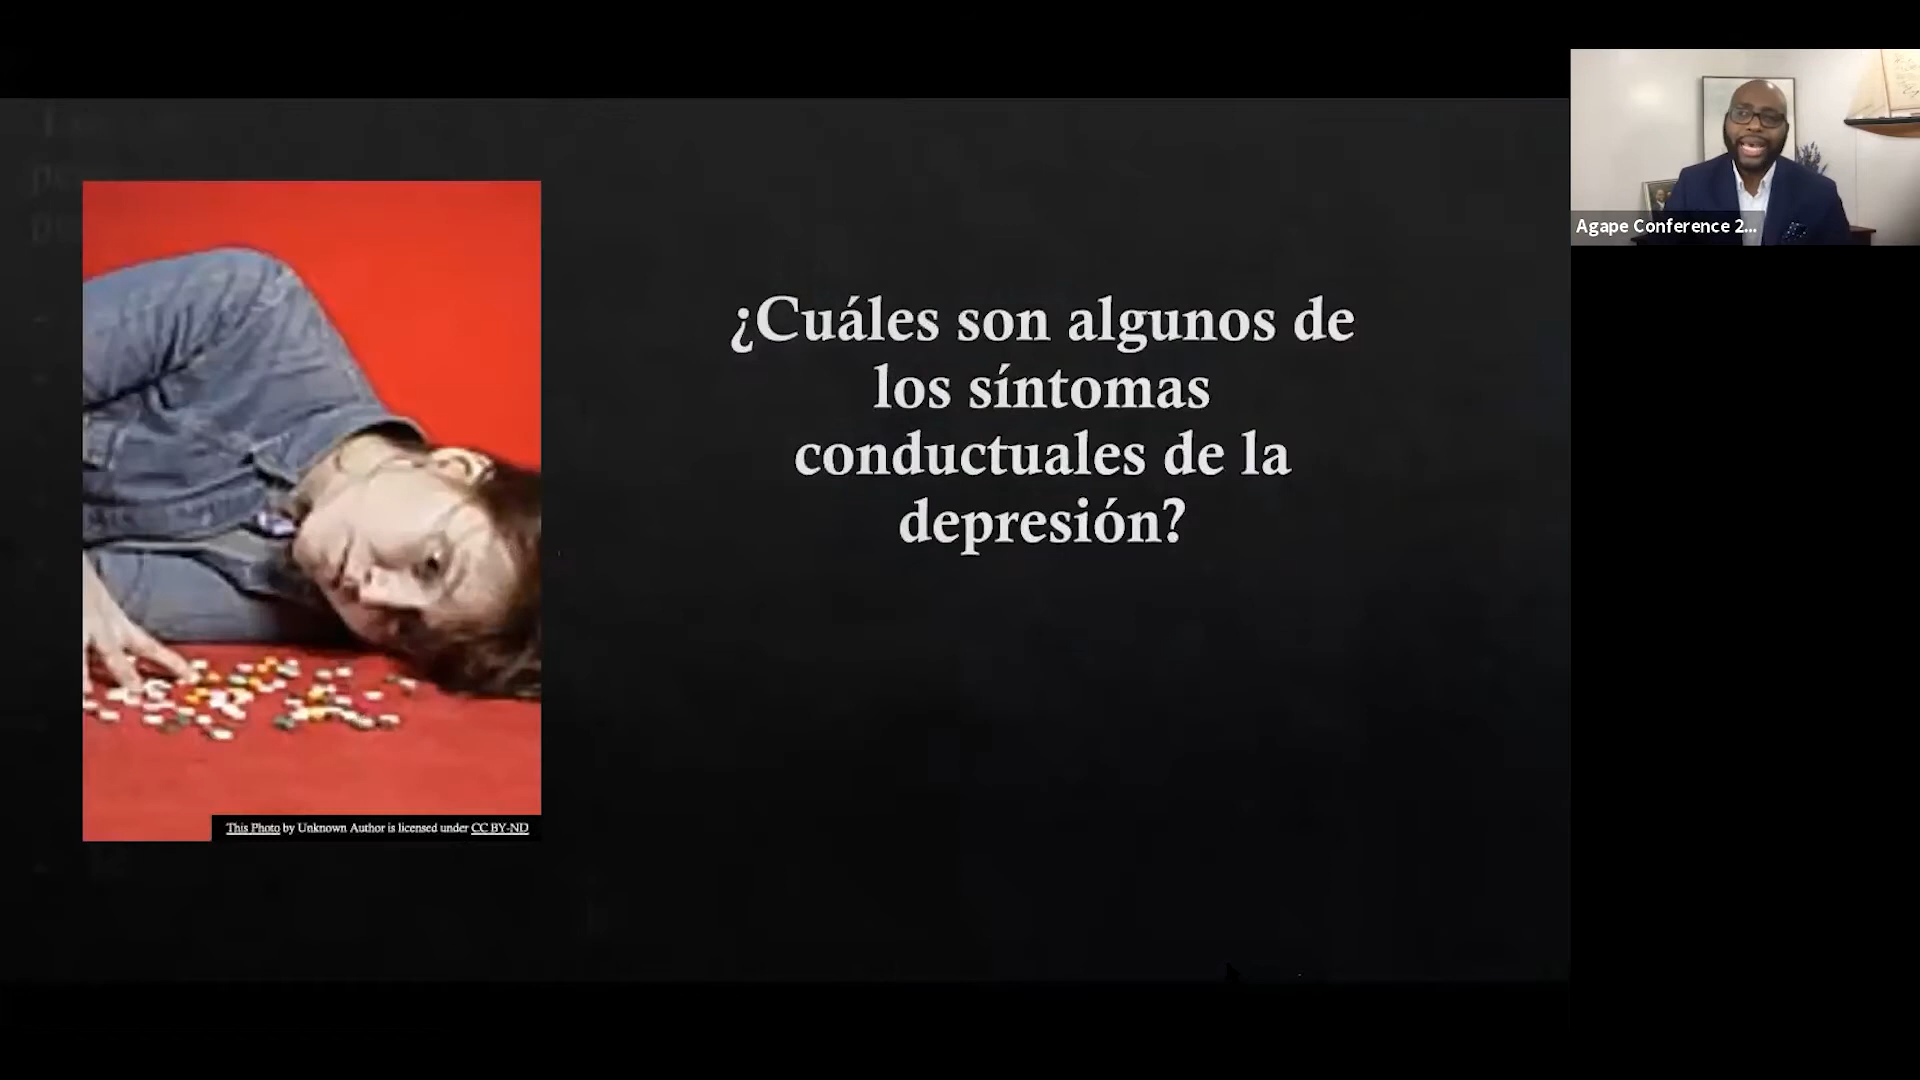 ¿Cuáles son algunos de
los síntomas
conductuales de la
depresión?
This Photo by Unknown Author is licensed under CC BY-ND
Agape Conference 2...